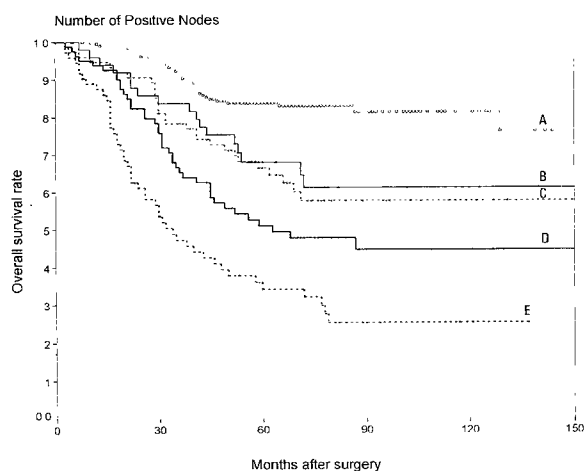 Number of Positive Nodes
Overall survival rate
1 0
9
8
7
6
5
4
3
2
1
0 0
A
B
C
D
E
0
30
60
90
120
150
Months after surgery